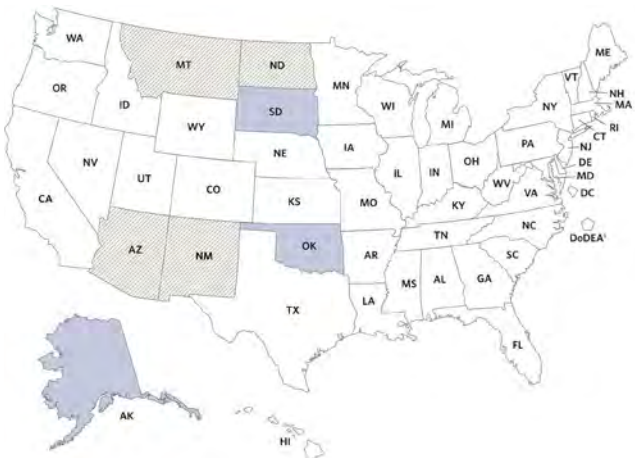 WA
MT
ND
MN
ME
VT
NH
MA
OR
ID
SD
WI
MI
NY
RI
CT
WY
IA
PA
NJ
DE
MD
DC
NV
NE
IL
IN
OH
WV
VA
CA
UT
CO
KS
MO
KY
NC
DoDEA¹
AZ
NM
OK
AR
TN
SC
TX
LA
MS
AL
GA
FL
AK
HI